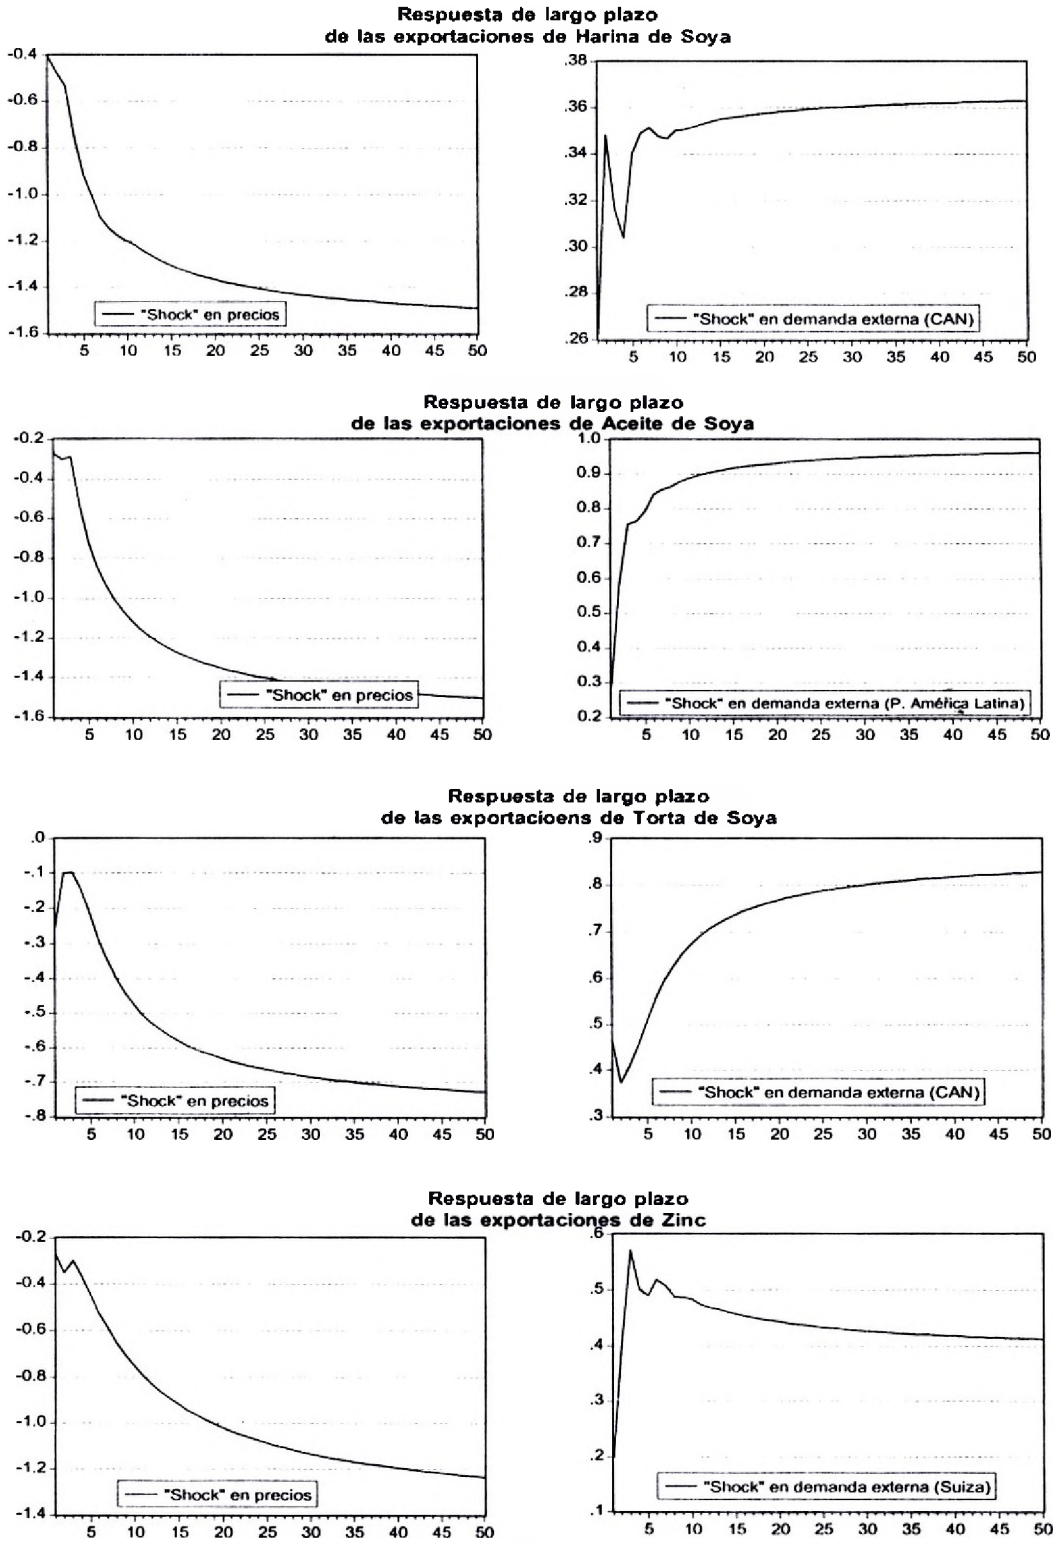 Respuesta de largo plazo
de las exportaciones de Harina de Soya
-0.4
-0.6
-0.8
-1.0
-1.2
-1.4
-1.6
"Shock" en precios
5 10 15 20 25 30 35 40 45 50
.38
.36
.34
.32
.30
.28
.26
"Shock" en demanda externa (CAN)
5 10 15 20 25 30 35 40 45 50
Respuesta de largo plazo
de las exportaciones de Aceite de Soya
-0.2
-0.4
-0.6
-0.8
-1.0
-1.2
-1.4
-1.6
"Shock" en precios
5 10 15 20 25 30 35 40 45 50
1.0
0.9
0.8
0.7
0.6
0.5
0.4
0.3
0.2
"Shock" en demanda externa (P. América Latina)
5 10 15 20 25 30 35 40 45 50
Respuesta de largo plazo
de las exportacioens de Torta de Soya
.0
-.1
-.2
-.3
-.4
-.5
-.6
-.7
-.8
"Shock" en precios
5 10 15 20 25 30 35 40 45 50
.9
.8
.7
.6
.5
.4
.3
"Shock" en demanda externa (CAN)
5 10 15 20 25 30 35 40 45 50
Respuesta de largo plazo
de las exportaciones de Zinc
-0.2
-0.4
-0.6
-0.8
-1.0
-1.2
-1.4
"Shock" en precios
5 10 15 20 25 30 35 40 45 50
.6
.5
.4
.3
.2
.1
"Shock" en demanda externa (Suiza)
5 10 15 20 25 30 35 40 45 50